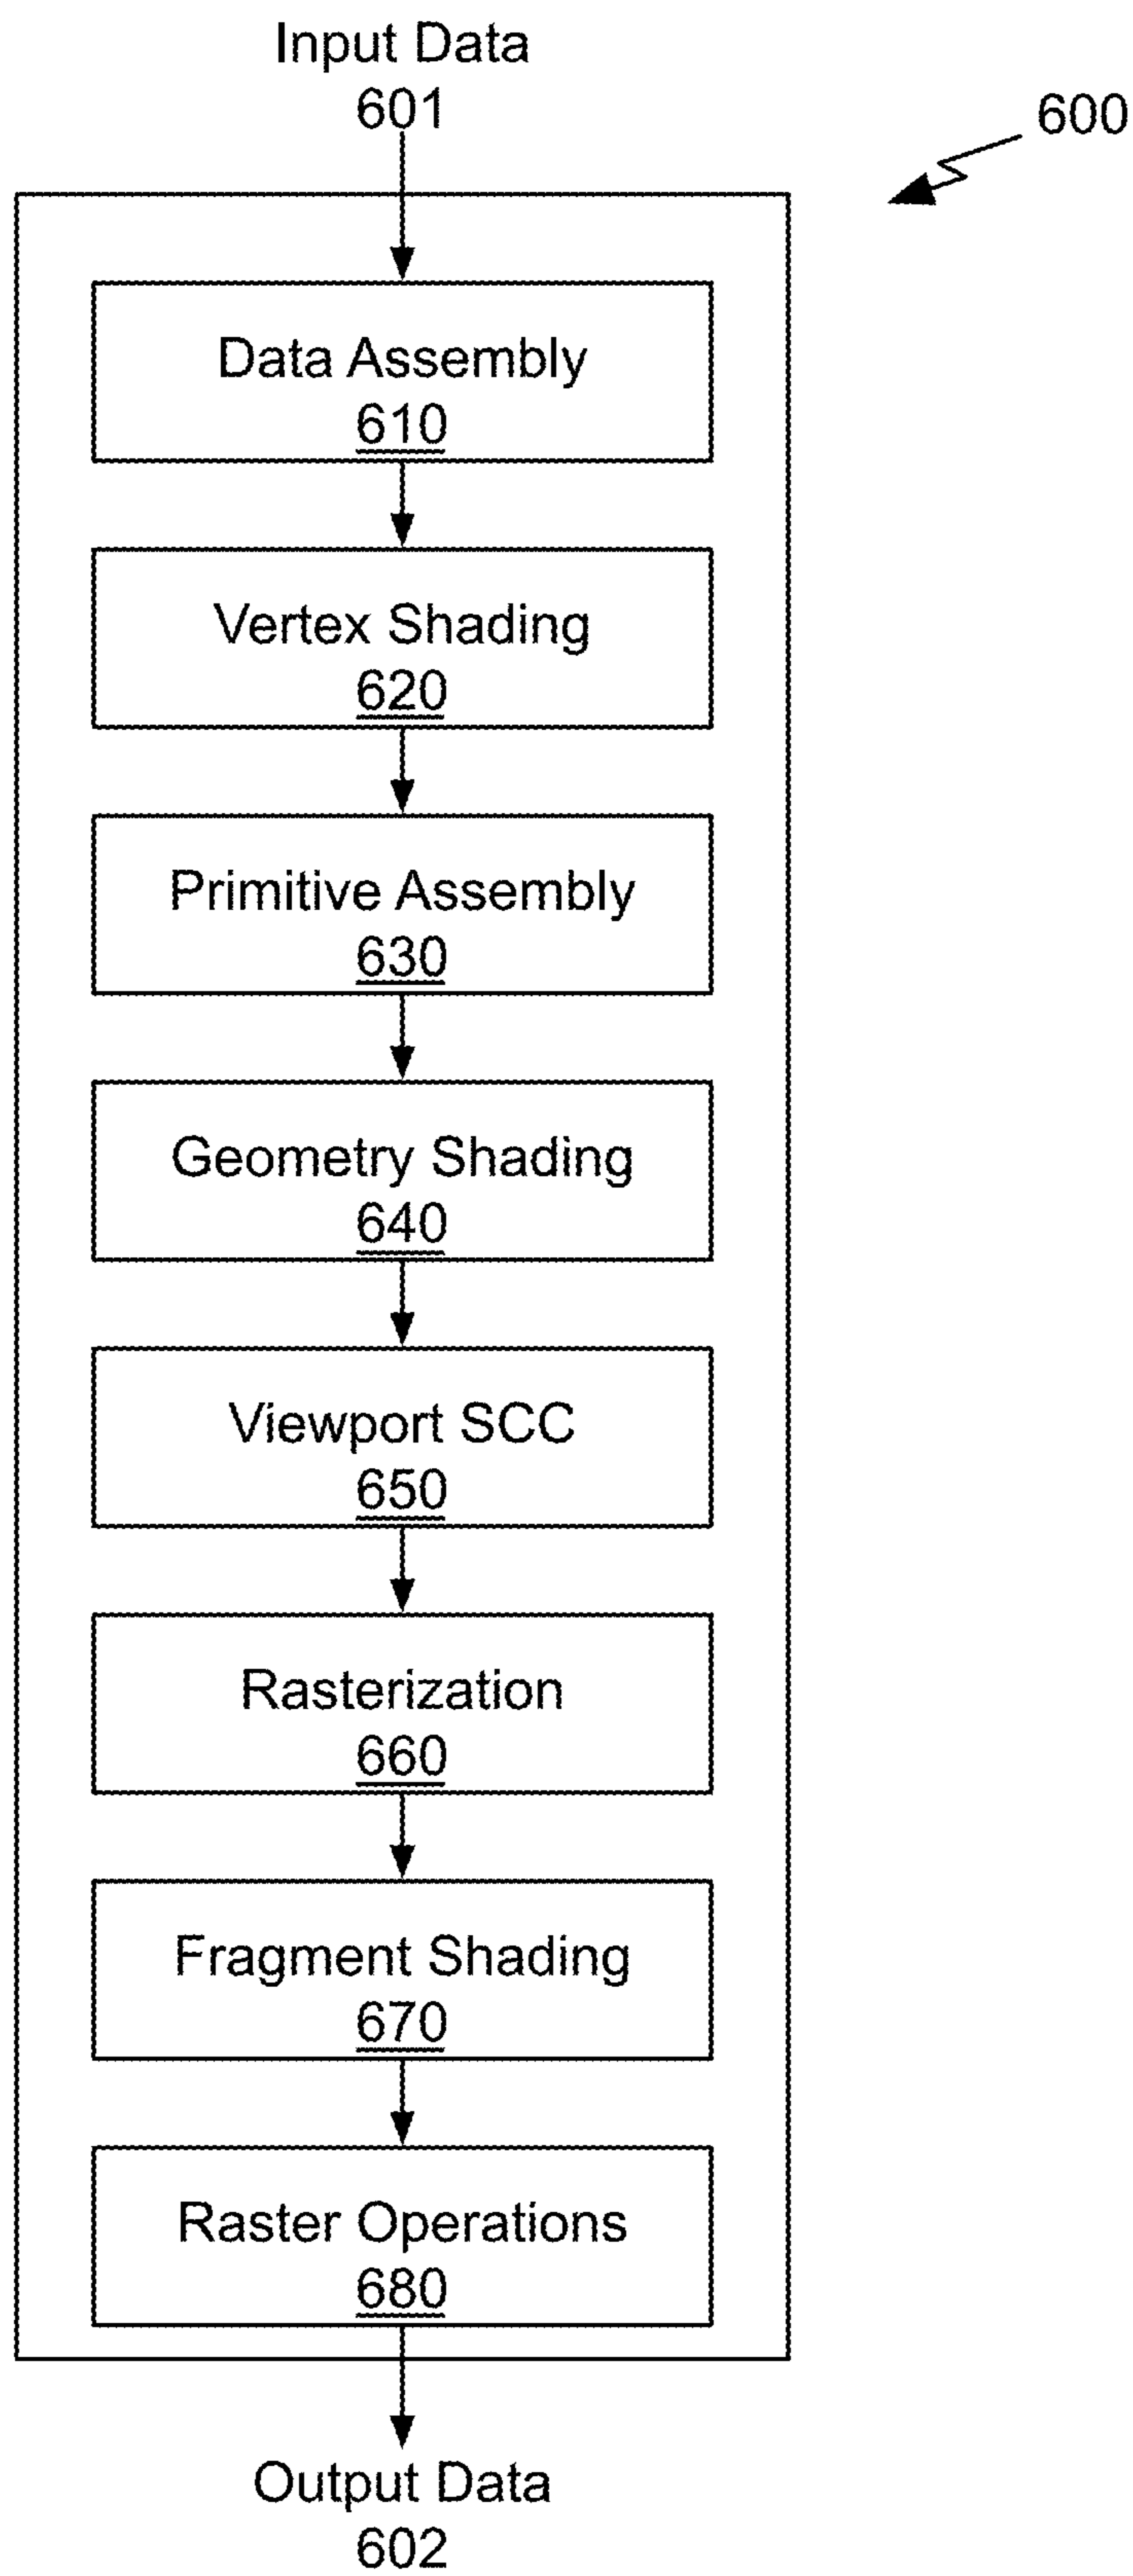 Input Data
601
600
Data Assembly
610
Vertex Shading
620
Primitive Assembly
630
Geometry Shading
640
Viewport SCC
650
Rasterization
660
Fragment Shading
670
Raster Operations
680
Output Data
602